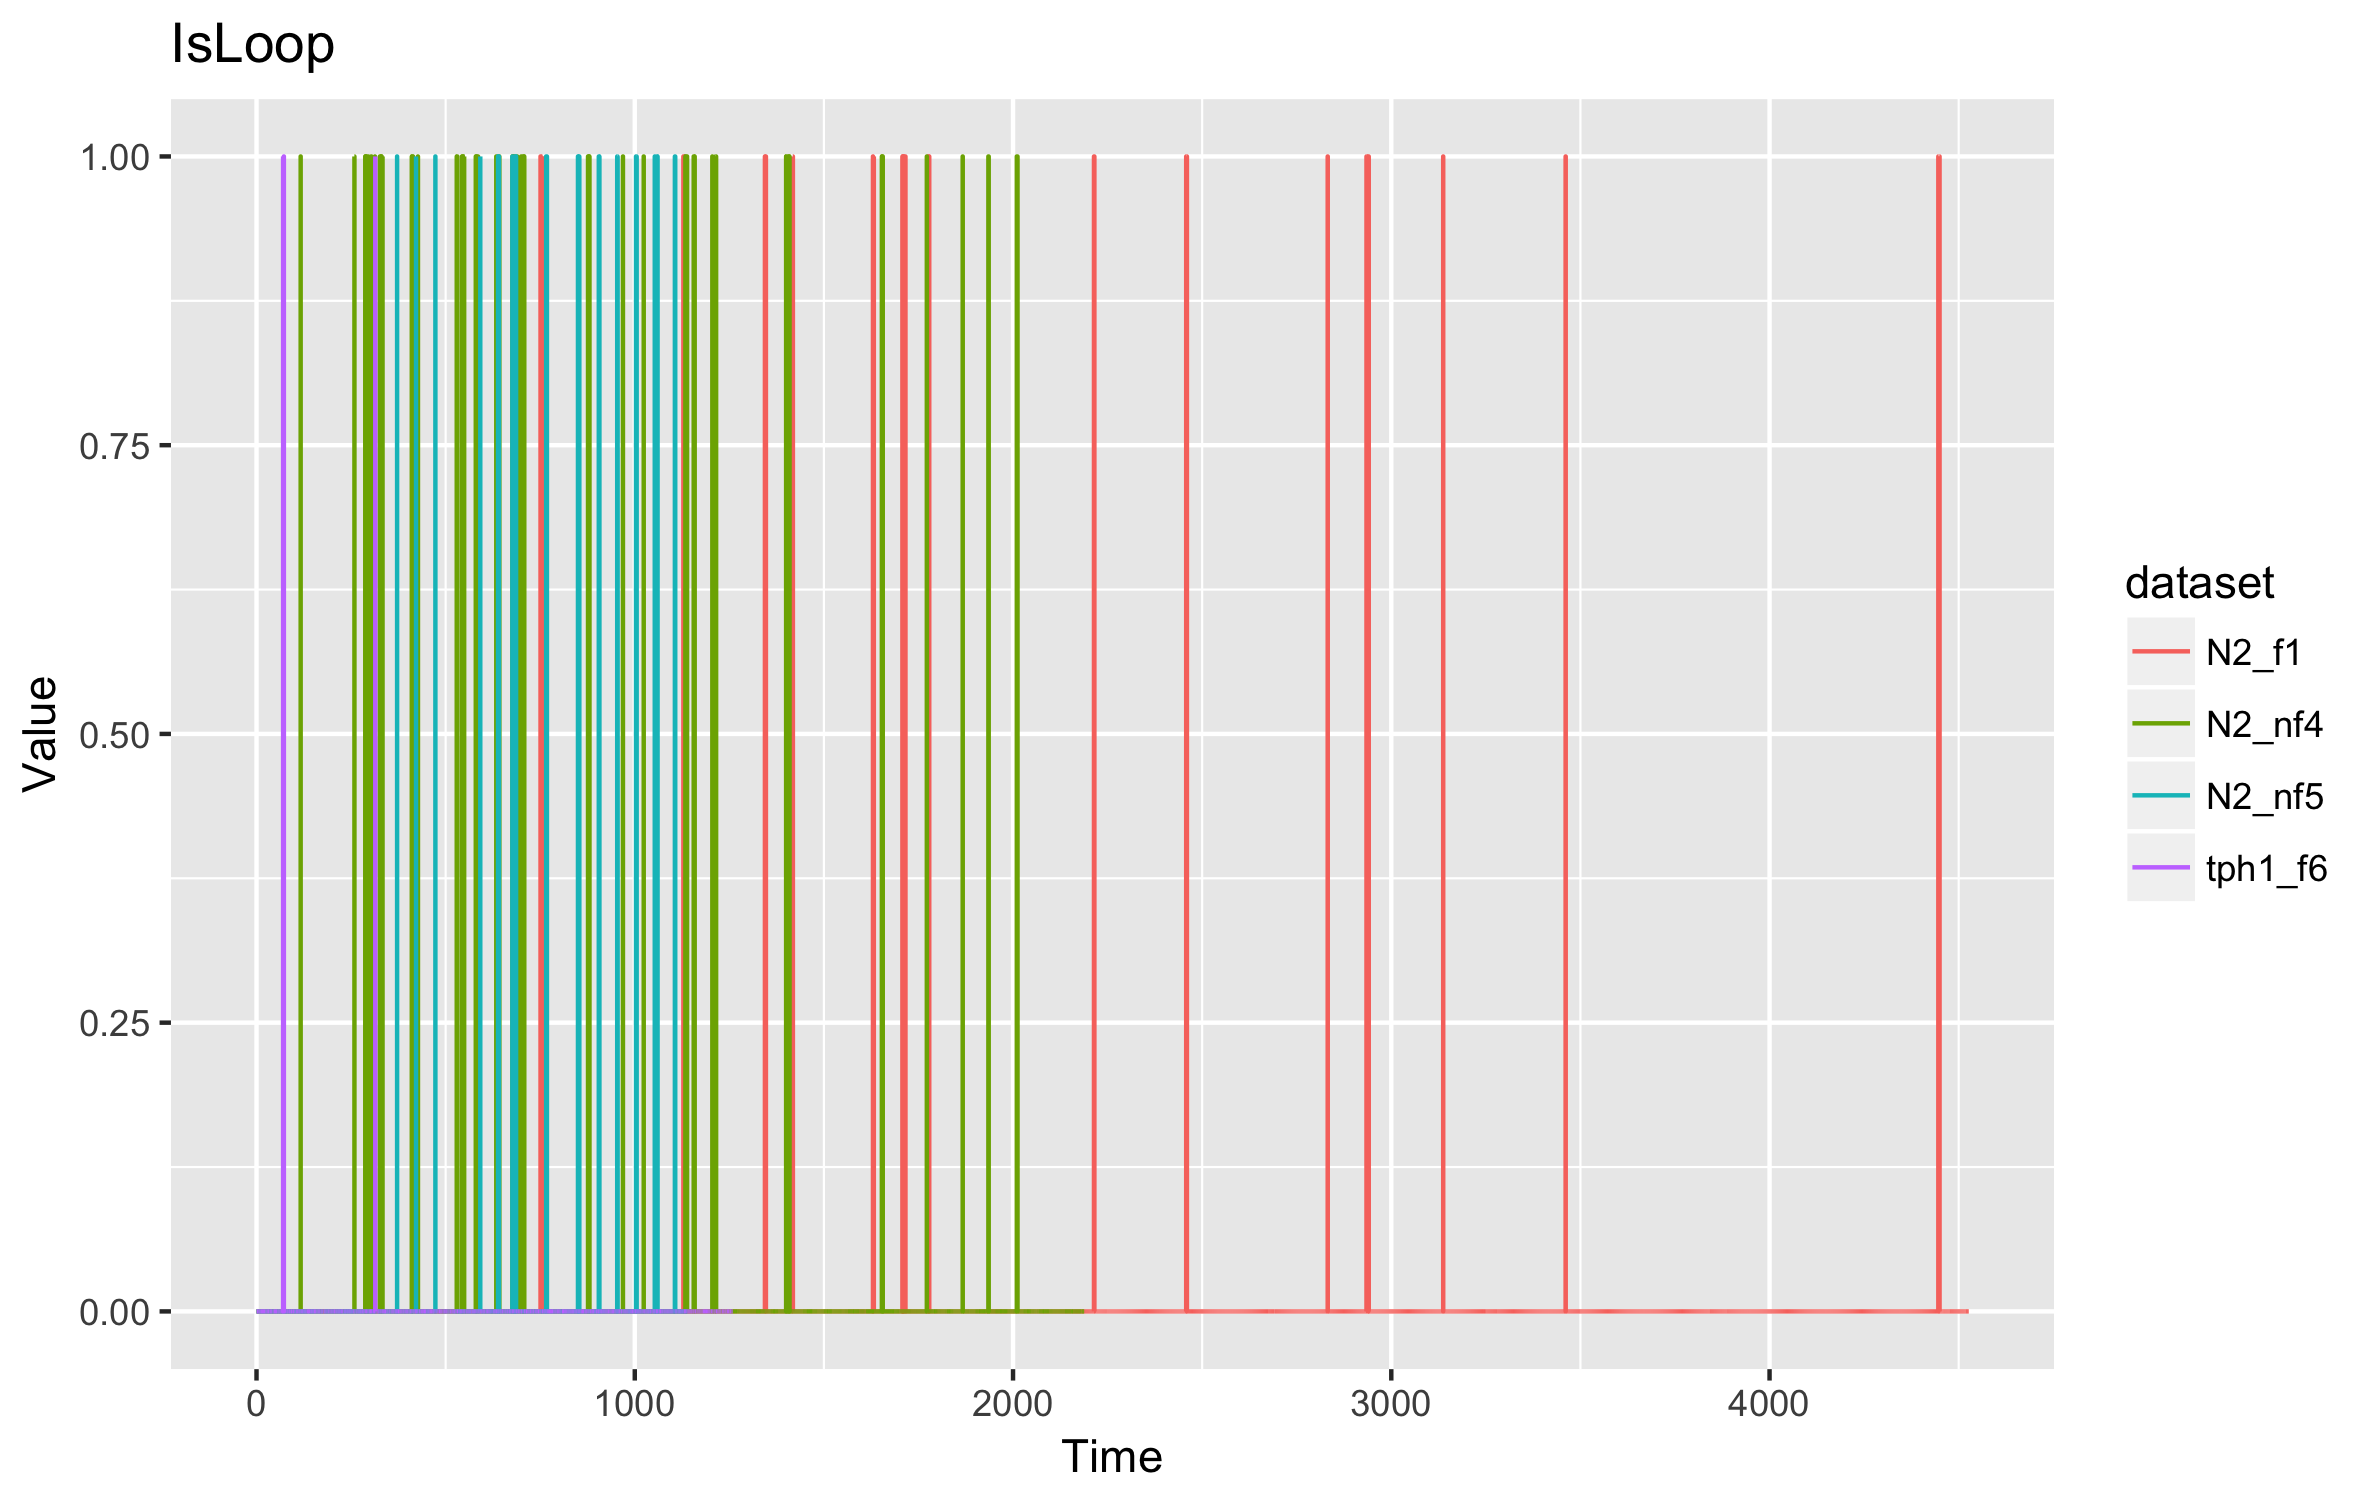 IsLoop
1.00
0.75
0.50
0.25
0.00
Value
0
1000
2000
3000
4000
Time
dataset
N2_f1
N2_nf4
N2_nf5
tph1_f6